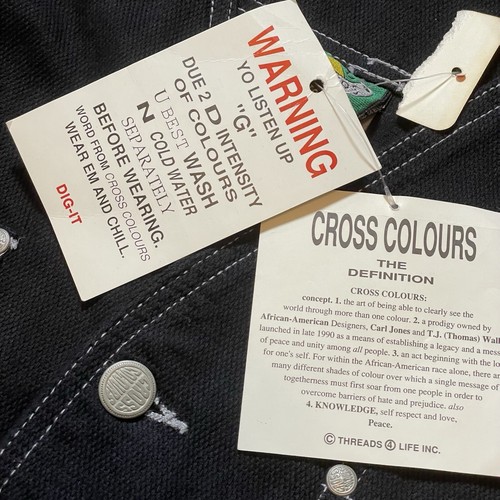 WARNING
YO LISTEN UP
"G"
DUE 2 D INTENSITY
OF COLOURS
U BEST WASH
SEPARATELY
N COLD WATER
BEFORE WEARING.
WORD FROM CROSS COLOURS
WEAR EM AND CHILL.
DIG-IT
CROSS COLOURS
THE
DEFINITION
CROSS COLOURS:
concept. 1. the art of being able to clearly see the
world through more than one colour. 2. a prodigy owned by
African-American Designers, Carl Jones and T.J. (Thomas) Walk
launched in late 1990 as a means of establishing a legacy and a mess
of peace and unity among all people. 3. an act beginning with the lo
for one's self. For within the African-American race alone, there ar
many different shades of colour over which a single message of
togetherness must first soar from one people in order to
overcome barriers of hate and prejudice. also
4. KNOWLEDGE, self respect and love,
Peace.
© THREADS 4 LIFE INC.